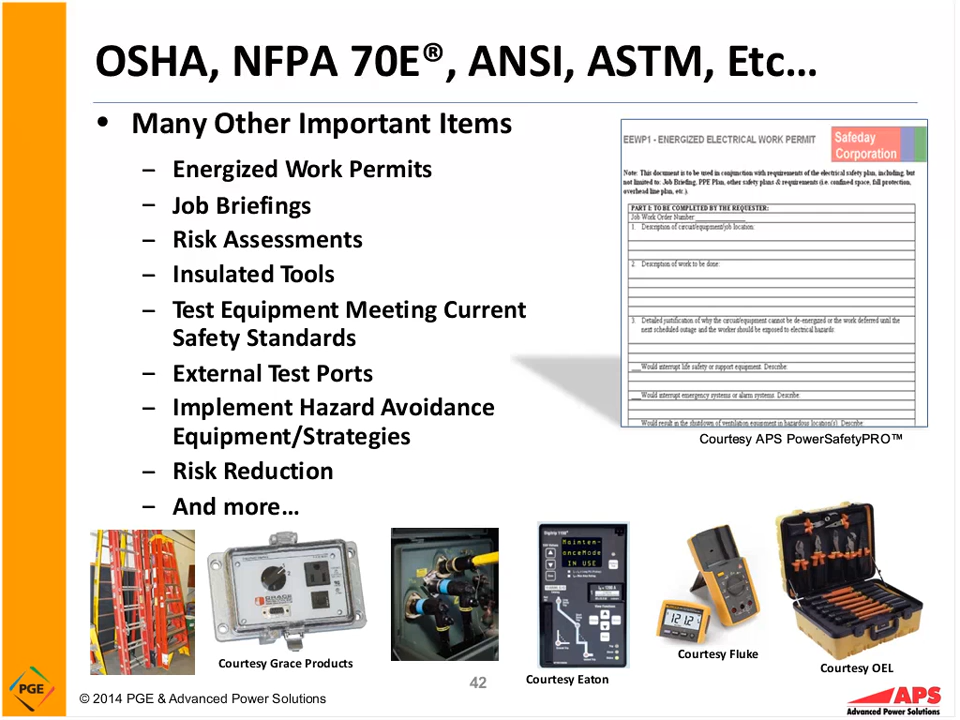 OSHA, NFPA 70E®, ANSI, ASTM, Etc…
• Many Other Important Items
– Energized Work Permits
– Job Briefings
– Risk Assessments
– Insulated Tools
– Test Equipment Meeting Current
Safety Standards
– External Test Ports
– Implement Hazard Avoidance
Equipment/Strategies
– Risk Reduction
– And more…
EEWP1 - ENERGIZED ELECTRICAL WORK PERMIT
Safeday
Corporation
Note: This document is to be used in conjunction with requirements of the electrical safety plan, including, but
not limited to: Job Briefing, PPE Plan, other safety plans & requirements (i.e. confined space, fall protection,
overhead line plan, etc.).
PART I: TO BE COMPLETED BY THE REQUESTER:
Job Work Order Number:
1. Description of circuit/equipment/job location:
2. Description of work to be done:
3. Detailed justification of why the circuit/equipment cannot be de-energized or the work deferred until the
next scheduled outage and the worker should be exposed to electrical hazards:
___Would interrupt life safety or support equipment. Describe:
___Would interrupt emergency systems or alarm systems. Describe:
Would result in the shutdown of ventilation equipment in hazardous location(s). Describe:
Courtesy APS PowerSafetyPRO™
GRACE
Courtesy Grace Products
Mainten-
anceMode
IN USE
Courtesy Eaton
121.2
Courtesy Fluke
Courtesy OEL
PGE
© 2014 PGE & Advanced Power Solutions
42
APS
Advanced Power Solutions